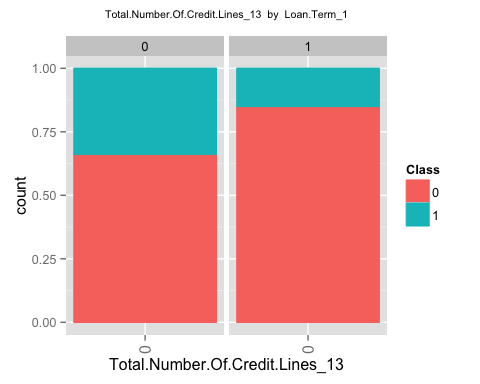 Total.Number.Of.Credit.Lines_13 by Loan.Term_1
0 1
1.00
0.75
0.50
0.25
0.00
count
0 0
Total.Number.Of.Credit.Lines_13
Class
0
1